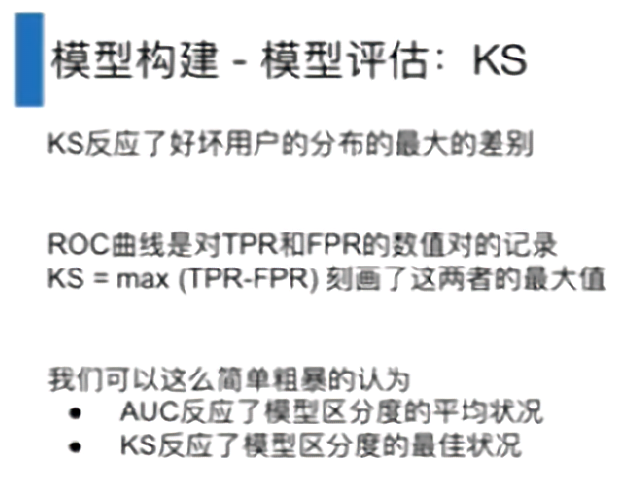 模型构建 - 模型评估：KS
KS反应了好坏用户的分布的最大的差别
ROC曲线是对TPR和FPR的数值对的记录
KS = max (TPR-FPR) 刻画了这两者的最大值
我们可以这么简单粗暴的认为
• AUC反应了模型区分度的平均状况
• KS反应了模型区分度的最佳状况